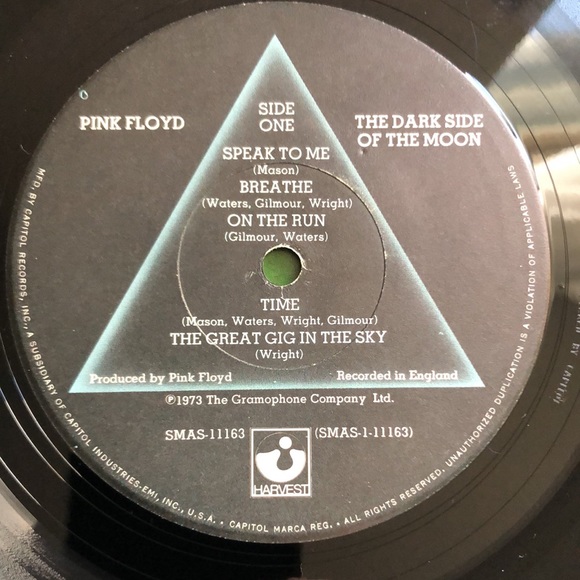 SIDE
ONE
PINK FLOYD
THE DARK SIDE
OF THE MOON
SPEAK TO ME
(Mason)
BREATHE
(Waters, Gilmour, Wright)
ON THE RUN
(Gilmour, Waters)
TIME
(Mason, Waters, Wright, Gilmour)
THE GREAT GIG IN THE SKY
(Wright)
Produced by Pink Floyd
Recorded in England
℗1973 The Gramophone Company Ltd.
SMAS-11163
(SMAS-1-11163)
HARVEST
MFD. BY CAPITOL RECORDS, INC., A SUBSIDIARY OF CAPITOL INDUSTRIES-EMI, INC., U.S.A. • CAPITOL MARCA REG. • ALL RIGHTS RESERVED. UNAUTHORIZED DUPLICATION IS A VIOLATION OF APPLICABLE LAWS